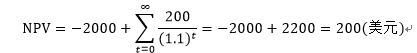 NPV = −2000 + ∑_{t=0}^{∞} 200/(1.1)^t = −2000 + 2200 = 200(美元)↵